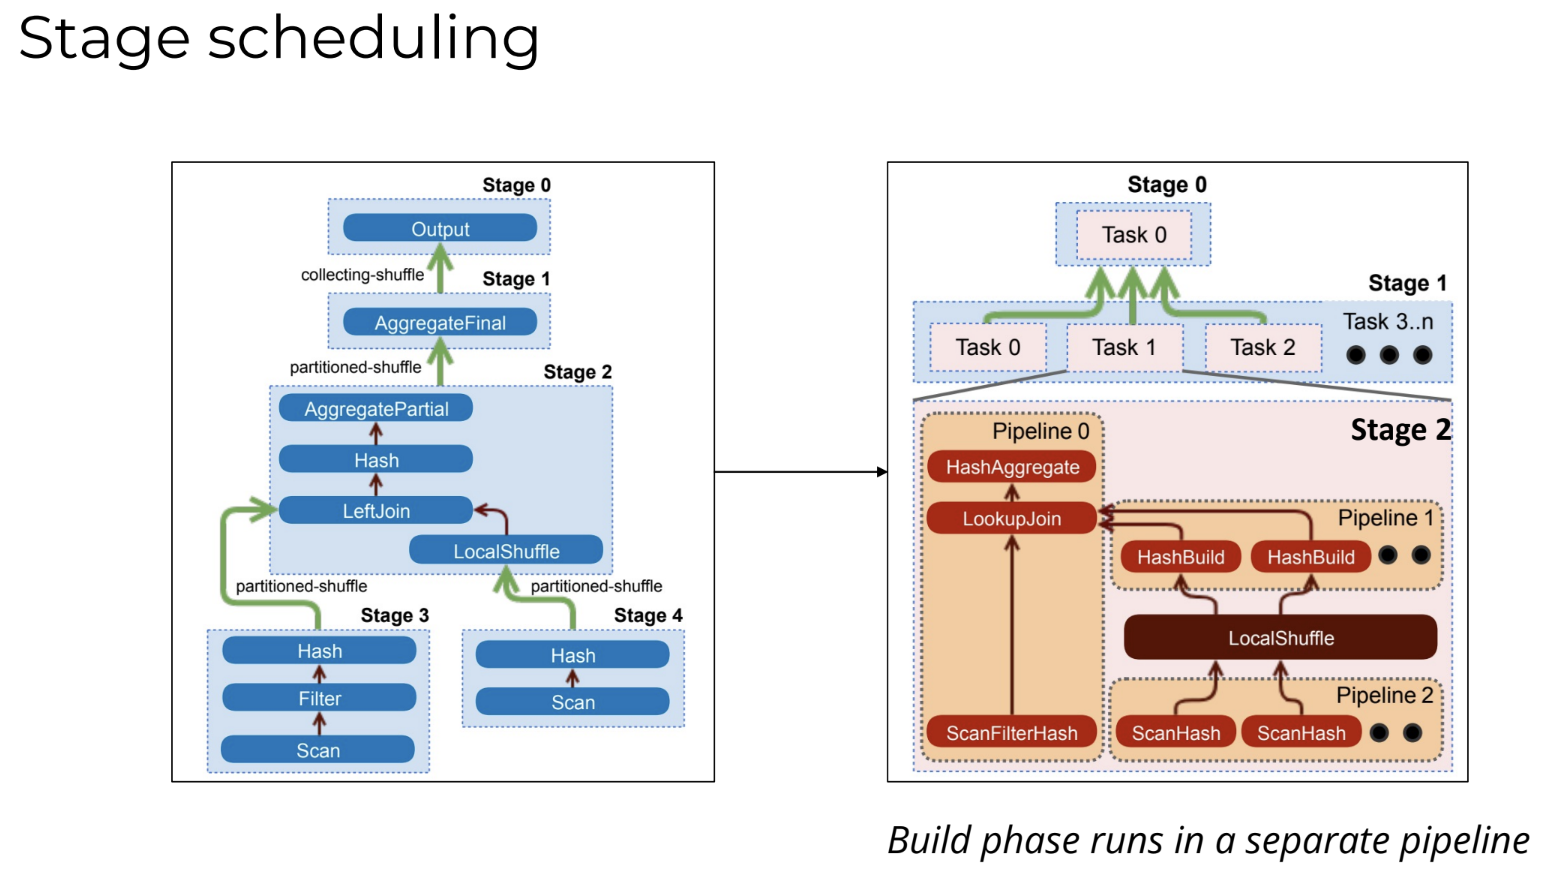 Stage scheduling
Stage 0
Output
collecting-shuffle
Stage 1
AggregateFinal
partitioned-shuffle
Stage 2
AggregatePartial
Hash
LeftJoin
LocalShuffle
partitioned-shuffle
partitioned-shuffle
Stage 3
Hash
Filter
Scan
Stage 4
Hash
Scan
Stage 0
Task 0
Stage 1
Task 0
Task 1
Task 2
Task 3..n
Stage 2
Pipeline 0
HashAggregate
LookupJoin
ScanFilterHash
Pipeline 1
HashBuild
HashBuild
LocalShuffle
Pipeline 2
ScanHash
ScanHash
Build phase runs in a separate pipeline